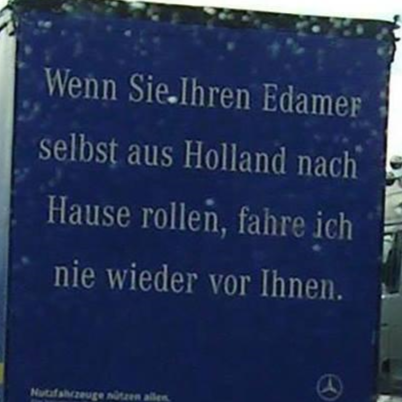 Wenn Sie Ihren Edamer
selbst aus Holland nach
Hause rollen, fahre ich
nie wieder vor Ihnen.
Nutzfahrzeuge nützen allen.